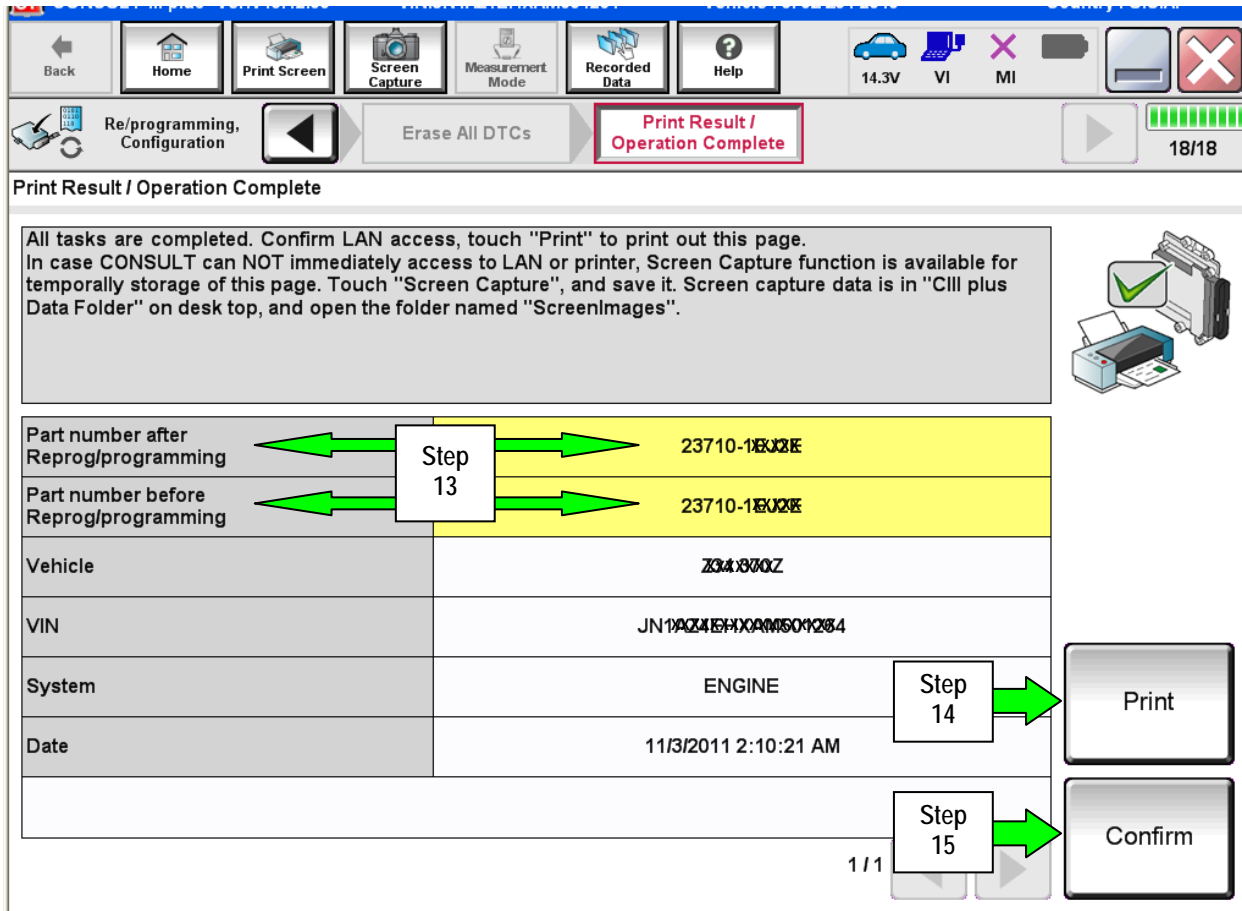 Back
Home
Print Screen
Screen
Capture
Measurement
Mode
Recorded
Data
Help
14.3V
VI
MI
Re/programming,
Configuration
Erase All DTCs
Print Result /
Operation Complete
18/18
Print Result / Operation Complete
All tasks are completed. Confirm LAN access, touch "Print" to print out this page.
In case CONSULT can NOT immediately access to LAN or printer, Screen Capture function is available for
temporally storage of this page. Touch "Screen Capture", and save it. Screen capture data is in "CIII plus
Data Folder" on desk top, and open the folder named "ScreenImages".
Part number after
Reprog/programming
Step
13
Part number before
Reprog/programming
Vehicle
VIN
System
ENGINE
Step
14
Print
Date
11/3/2011 2:10:21 AM
Step
15
Confirm
1 / 1